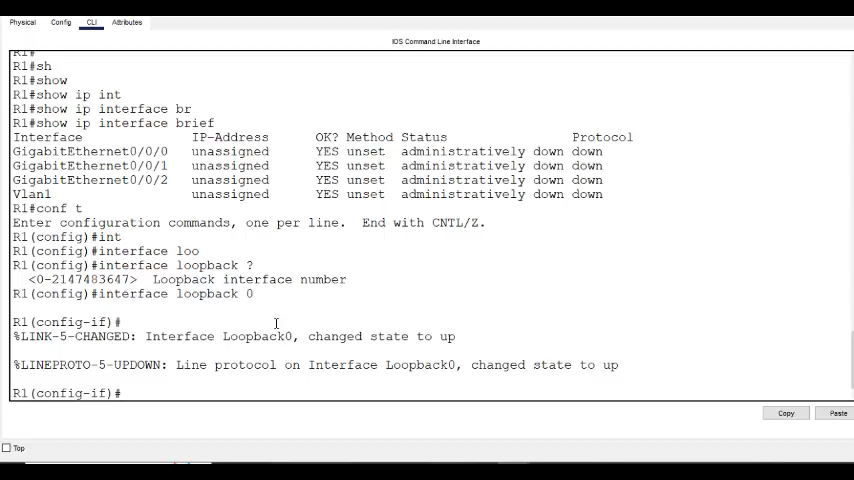 Physical Config CLI Attributes
IOS Command Line Interface
R1#
R1#sh
R1#show
R1#show ip int
R1#show ip interface br
R1#show ip interface brief
Interface IP-Address OK? Method Status Protocol
GigabitEthernet0/0/0 unassigned YES unset administratively down down
GigabitEthernet0/0/1 unassigned YES unset administratively down down
GigabitEthernet0/0/2 unassigned YES unset administratively down down
Vlan1 unassigned YES unset administratively down down
R1#conf t
Enter configuration commands, one per line. End with CNTL/Z.
R1(config)#int
R1(config)#interface loo
R1(config)#interface loopback ?
<0-2147483647> Loopback interface number
R1(config)#interface loopback 0
R1(config-if)#
%LINK-5-CHANGED: Interface Loopback0, changed state to up
%LINEPROTO-5-UPDOWN: Line protocol on Interface Loopback0, changed state to up
R1(config-if)#
Copy Paste
Top